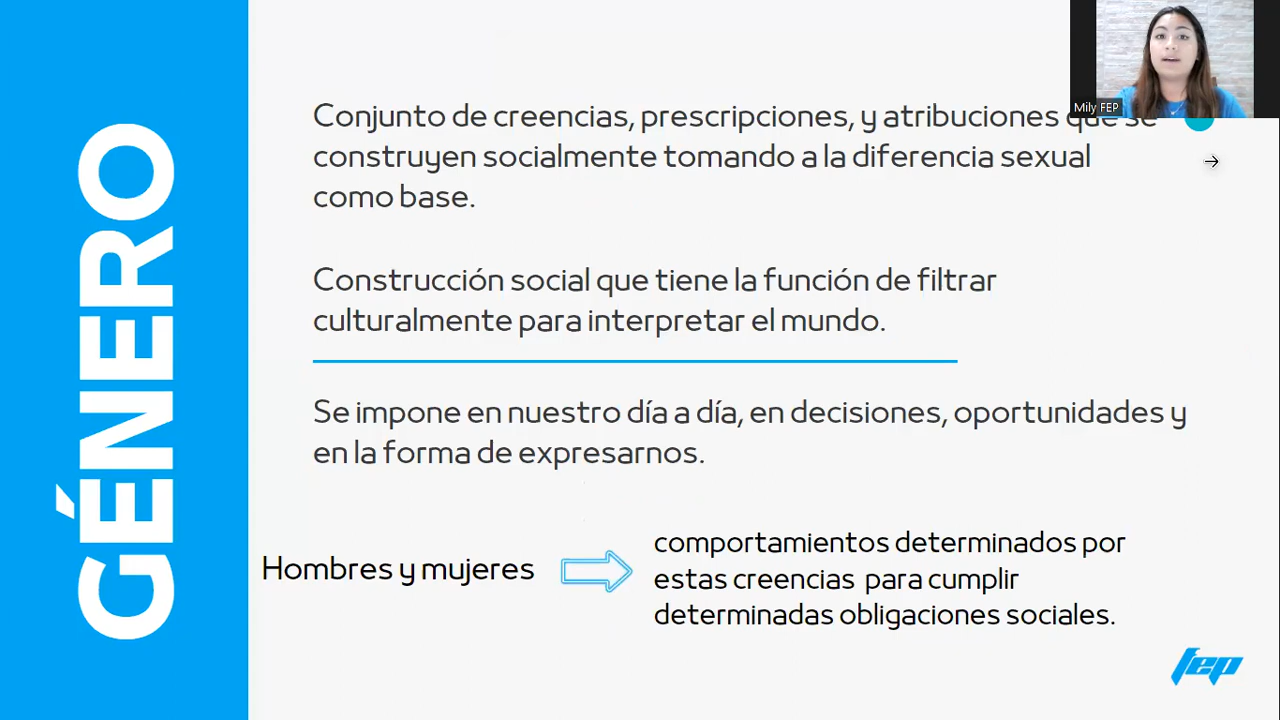 GÉNERO
Mily FEP
Conjunto de creencias, prescripciones, y atribuciones que se
construyen socialmente tomando a la diferencia sexual
como base.
Construcción social que tiene la función de filtrar
culturalmente para interpretar el mundo.
Se impone en nuestro día a día, en decisiones, oportunidades y
en la forma de expresarnos.
Hombres y mujeres
comportamientos determinados por
estas creencias para cumplir
determinadas obligaciones sociales.
fep